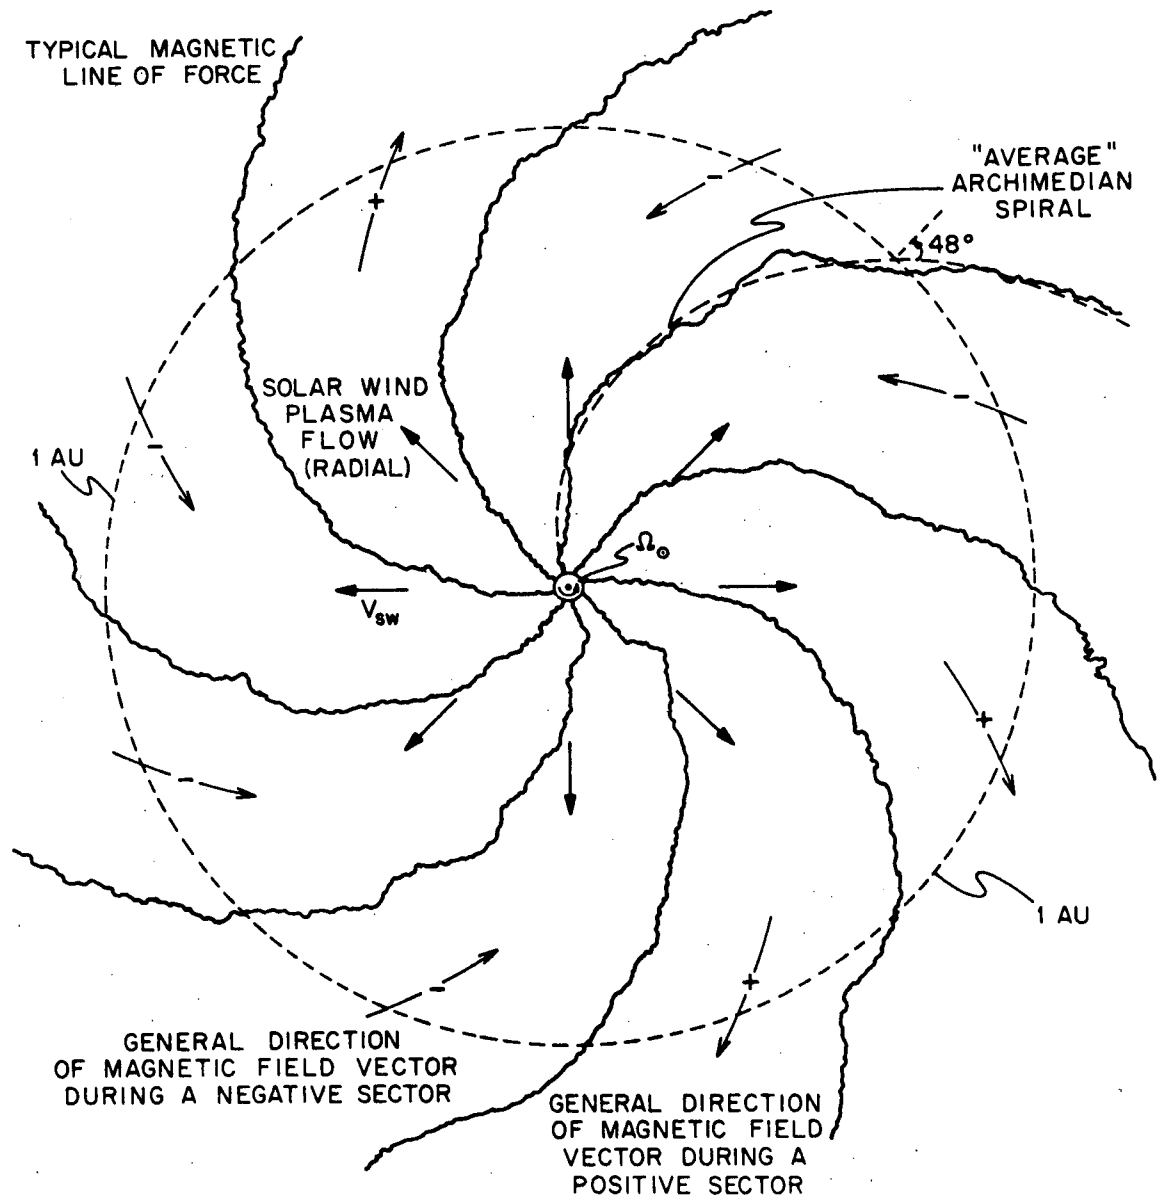 TYPICAL MAGNETIC
LINE OF FORCE
"AVERAGE"
ARCHIMEDIAN
SPIRAL
48°
+
-
-
-
SOLAR WIND
PLASMA
FLOW
(RADIAL)
1 AU
Ω⊙
Vsw
+
-
1 AU
-
+
GENERAL DIRECTION
OF MAGNETIC FIELD VECTOR
DURING A NEGATIVE SECTOR
GENERAL DIRECTION
OF MAGNETIC FIELD
VECTOR DURING A
POSITIVE SECTOR